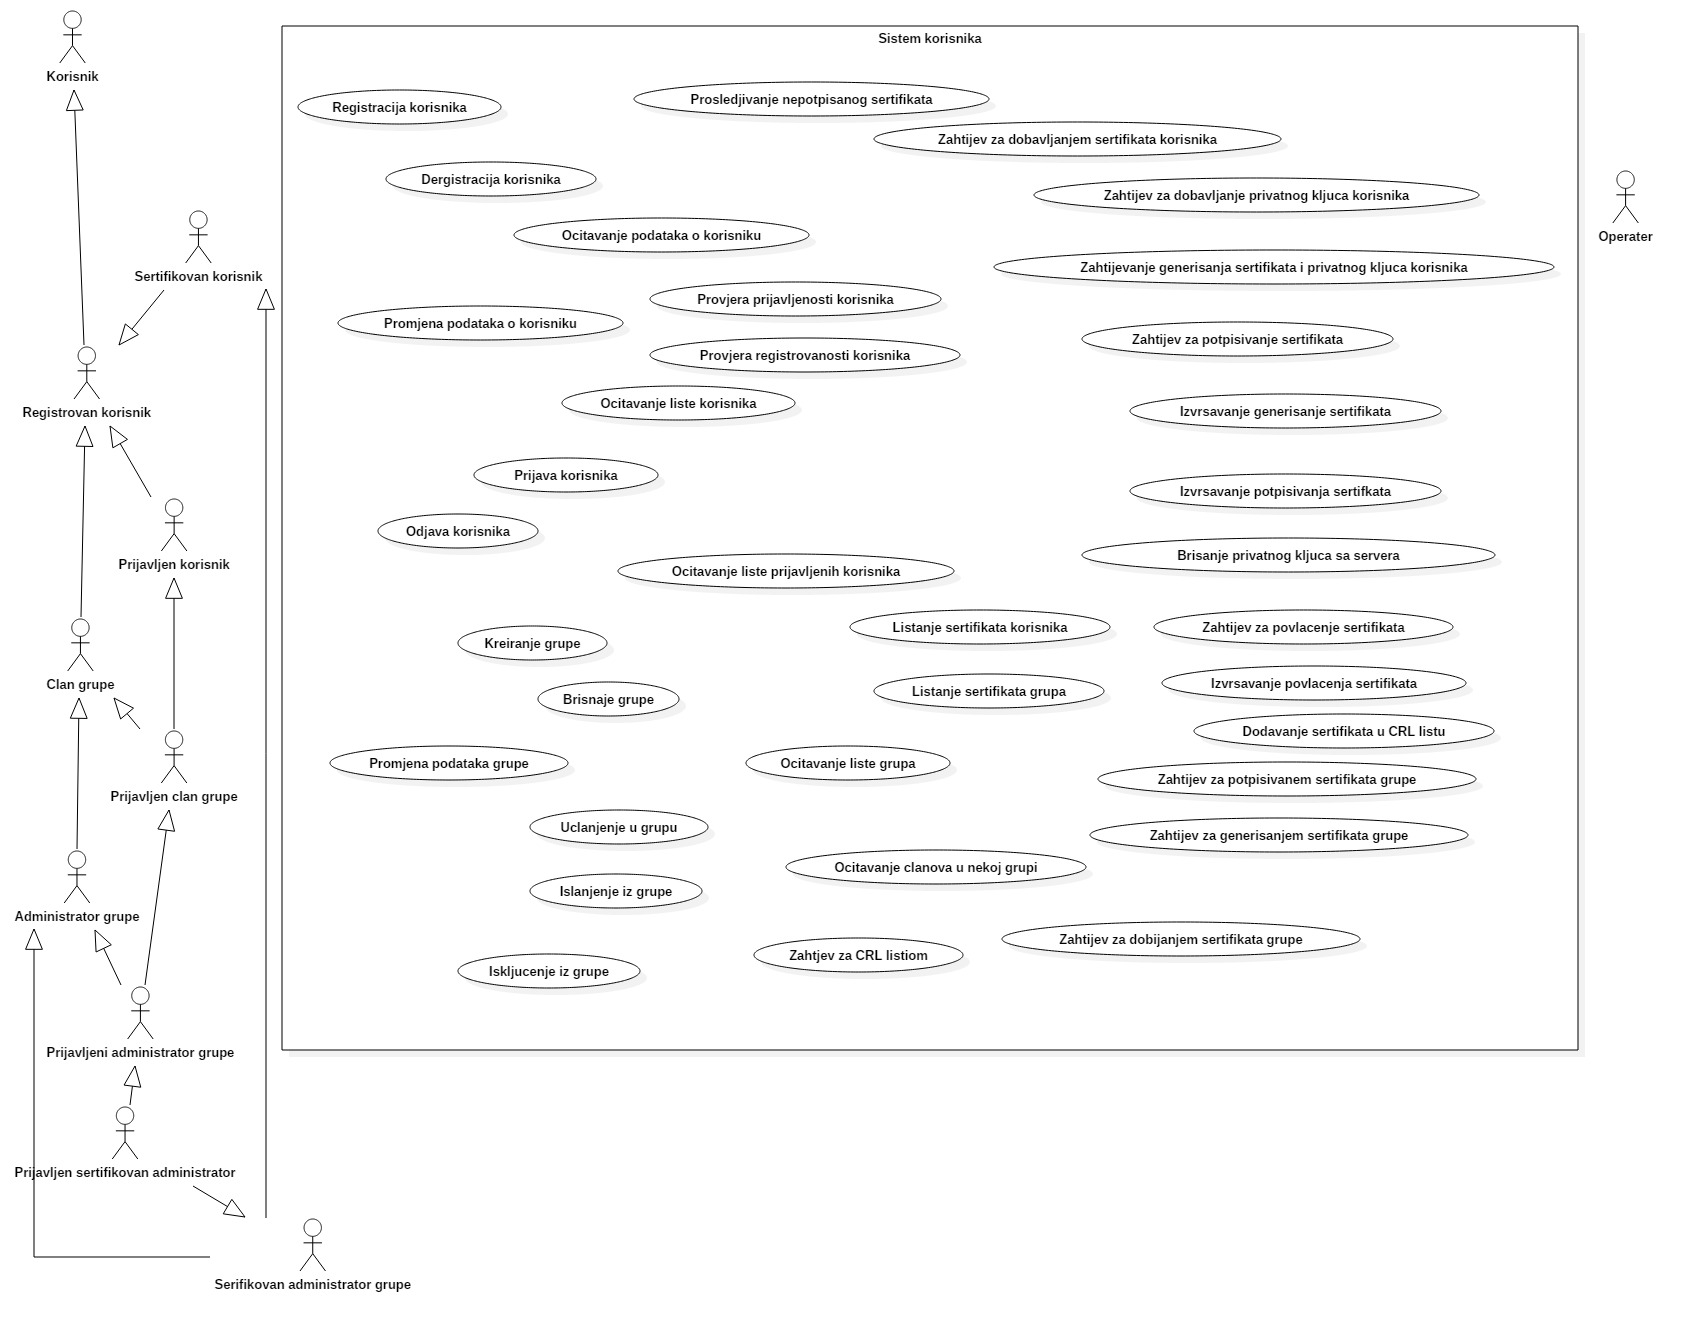 Korisnik
Sertifikovan korisnik
Registrovan korisnik
Prijavljen korisnik
Clan grupe
Prijavljen clan grupe
Administrator grupe
Prijavljeni administrator grupe
Prijavljen sertifikovan administrator
Serifikovan administrator grupe
Sistem korisnika
Registracija korisnika
Prosledjivanje nepotpisanog sertifikata
Zahtijev za dobavljanjem sertifikata korisnika
Dergistracija korisnika
Zahtijev za dobavljanje privatnog kljuca korisnika
Ocitavanje podataka o korisniku
Zahtijevanje generisanja sertifikata i privatnog kljuca korisnika
Provjera prijavljenosti korisnika
Promjena podataka o korisniku
Zahtijev za potpisivanje sertifikata
Provjera registrovanosti korisnika
Ocitavanje liste korisnika
Izvrsavanje generisanje sertifikata
Prijava korisnika
Izvrsavanje potpisivanja sertifkata
Odjava korisnika
Brisanje privatnog kljuca sa servera
Ocitavanje liste prijavljenih korisnika
Listanje sertifikata korisnika
Zahtijev za povlacenje sertifikata
Kreiranje grupe
Izvrsavanje povlacenja sertifikata
Listanje sertifikata grupa
Brisnaje grupe
Dodavanje sertifikata u CRL listu
Promjena podataka grupe
Ocitavanje liste grupa
Zahtijev za potpisivanem sertifikata grupe
Uclanjenje u grupu
Zahtijev za generisanjem sertifikata grupe
Ocitavanje clanova u nekoj grupi
Islanjenje iz grupe
Zahtijev za dobijanjem sertifikata grupe
Zahtjev za CRL listiom
Iskljucenje iz grupe
Operater